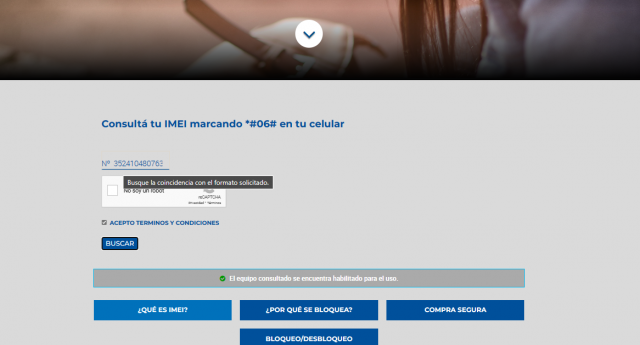 Consultá tu IMEI marcando *#06# en tu celular
Nº 352410480763
Busque la coincidencia con el formato solicitado.
No soy un robot
reCAPTCHA
Privacidad - Términos
ACEPTO TERMINOS Y CONDICIONES
BUSCAR
El equipo consultado se encuentra habilitado para el uso.
¿QUÉ ES IMEI?
¿POR QUÉ SE BLOQUEA?
COMPRA SEGURA
BLOQUEO/DESBLOQUEO